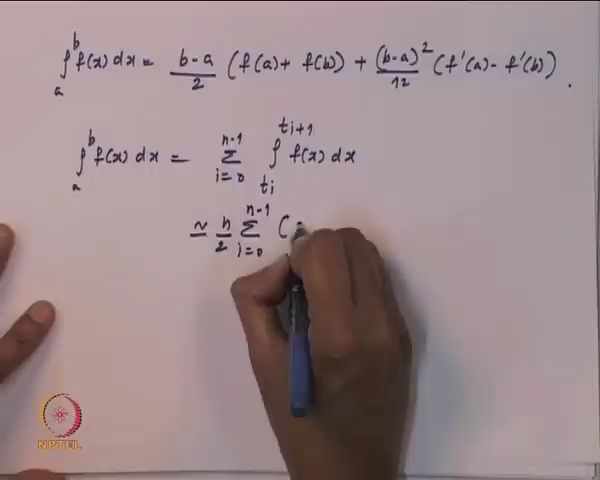 ∫_a^b f(x) dx = (b-a)/2 (f(a) + f(b)) + (b-a)^2/12 (f'(a) - f'(b)) .
∫_a^b f(x) dx = Σ_{i=0}^{n-1} ∫_{t_i}^{t_{i+1}} f(x) dx
≃ h/2 Σ_{i=0}^{n-1} (
NPTEL